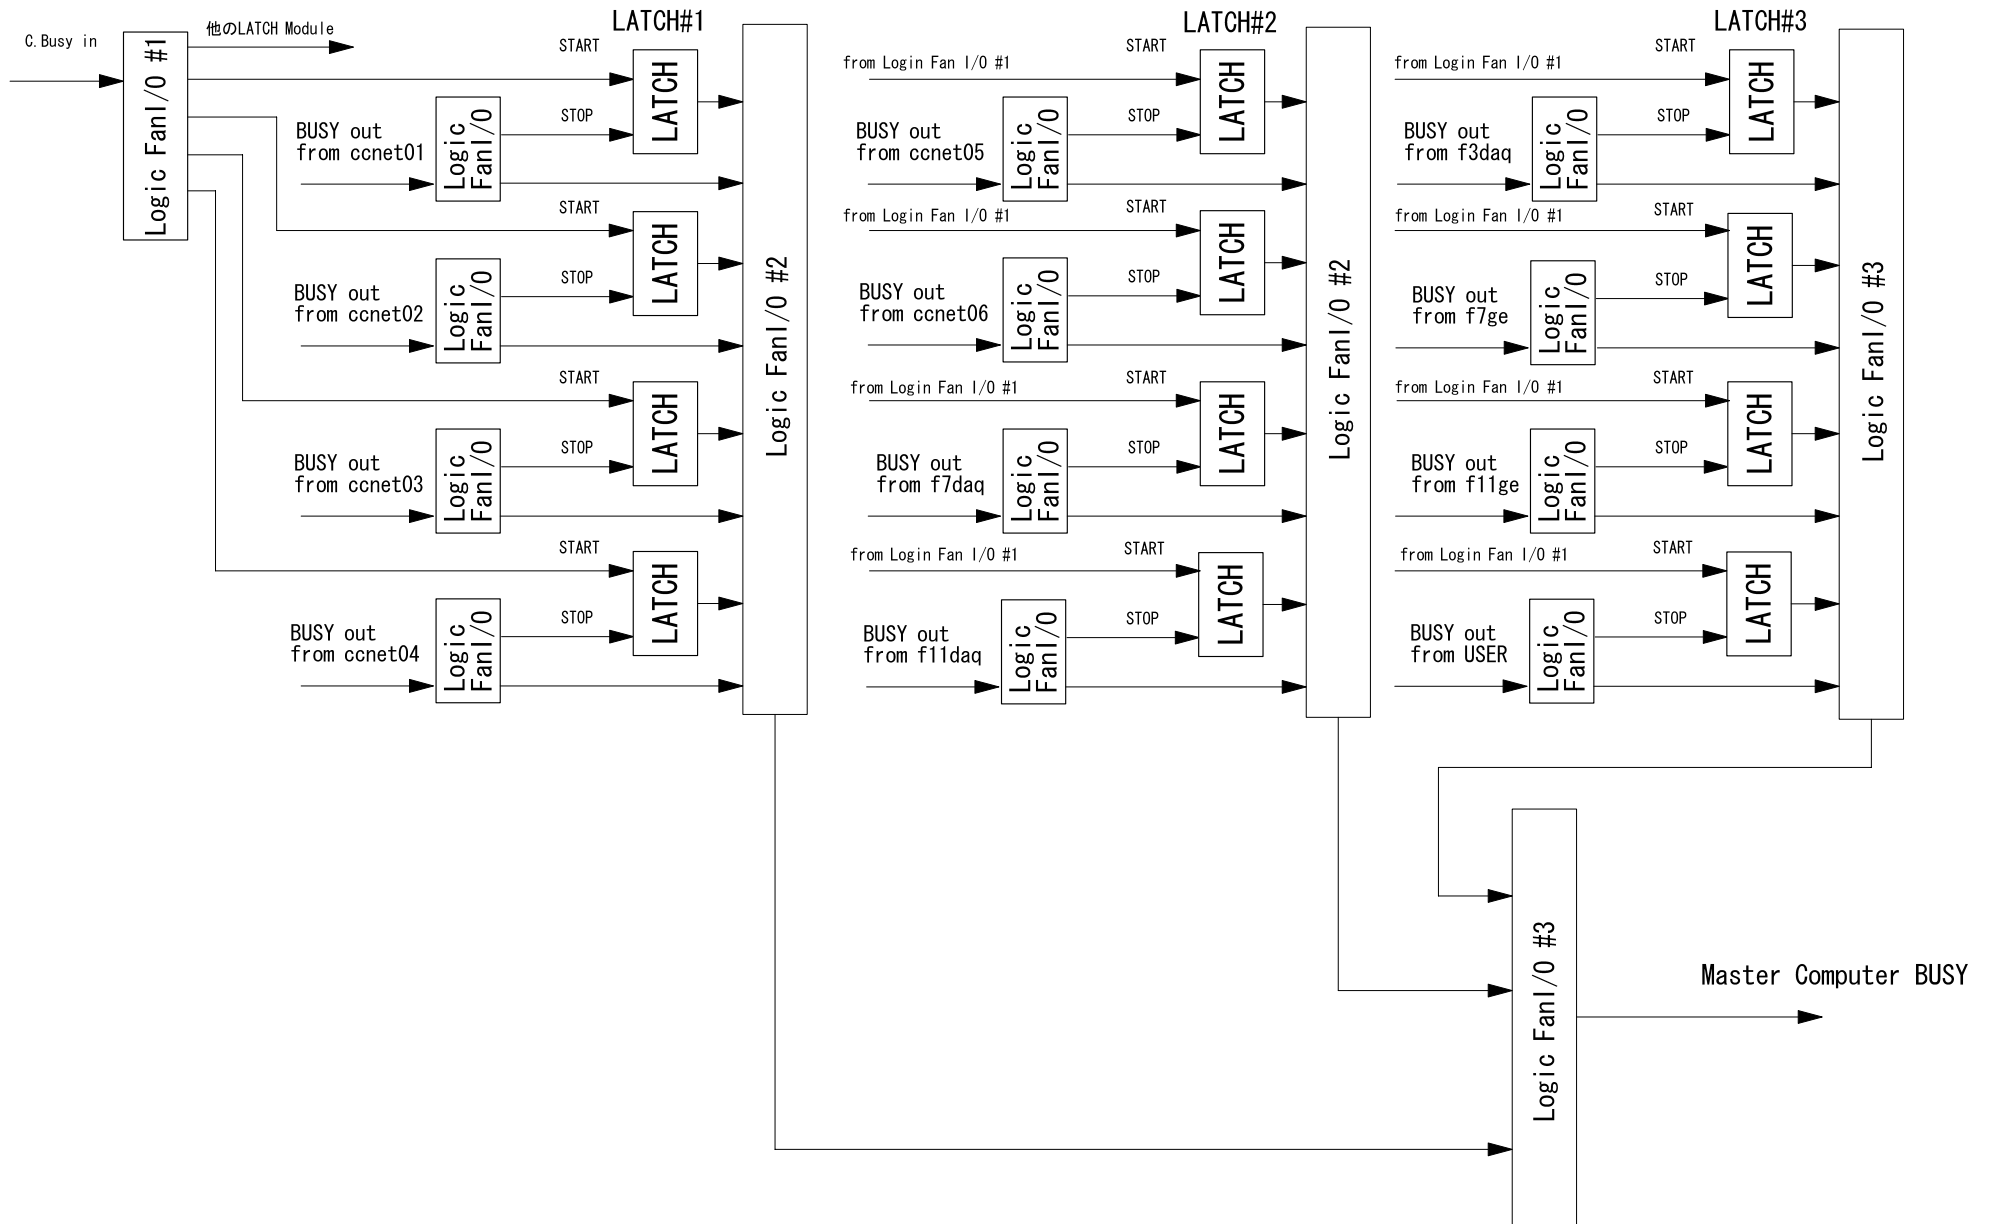 C.Busy in
Logic FanI/O #1
他のLATCH Module
LATCH#1
START
LATCH
STOP
BUSY out
from ccnet01
Logic
FanI/O
START
LATCH
STOP
BUSY out
from ccnet02
Logic
FanI/O
START
LATCH
STOP
BUSY out
from ccnet03
Logic
FanI/O
START
LATCH
STOP
BUSY out
from ccnet04
Logic
FanI/O
Logic FanI/O #2
LATCH#2
from Login Fan I/O #1
START
LATCH
STOP
BUSY out
from ccnet05
Logic
FanI/O
from Login Fan I/O #1
START
LATCH
STOP
BUSY out
from ccnet06
Logic
FanI/O
from Login Fan I/O #1
START
LATCH
STOP
BUSY out
from f7daq
Logic
FanI/O
from Login Fan I/O #1
START
LATCH
STOP
BUSY out
from f11daq
Logic
FanI/O
Logic FanI/O #2
LATCH#3
from Login Fan I/O #1
START
LATCH
STOP
BUSY out
from f3daq
Logic
FanI/O
from Login Fan I/O #1
START
LATCH
STOP
BUSY out
from f7ge
Logic
FanI/O
from Login Fan I/O #1
START
LATCH
STOP
BUSY out
from f11ge
Logic
FanI/O
from Login Fan I/O #1
START
LATCH
STOP
BUSY out
from USER
Logic
FanI/O
Logic FanI/O #3
Logic FanI/O #3
Master Computer BUSY